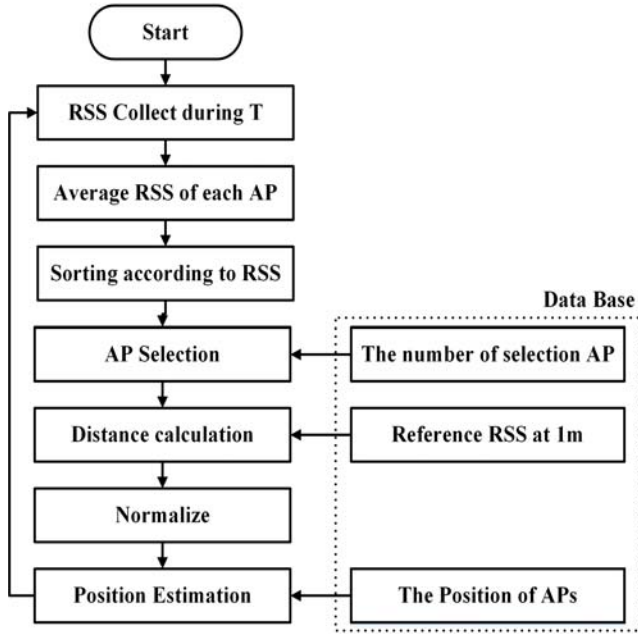 Start
RSS Collect during T
Average RSS of each AP
Sorting according to RSS
Data Base
AP Selection
The number of selection AP
Distance calculation
Reference RSS at 1m
Normalize
Position Estimation
The Position of APs